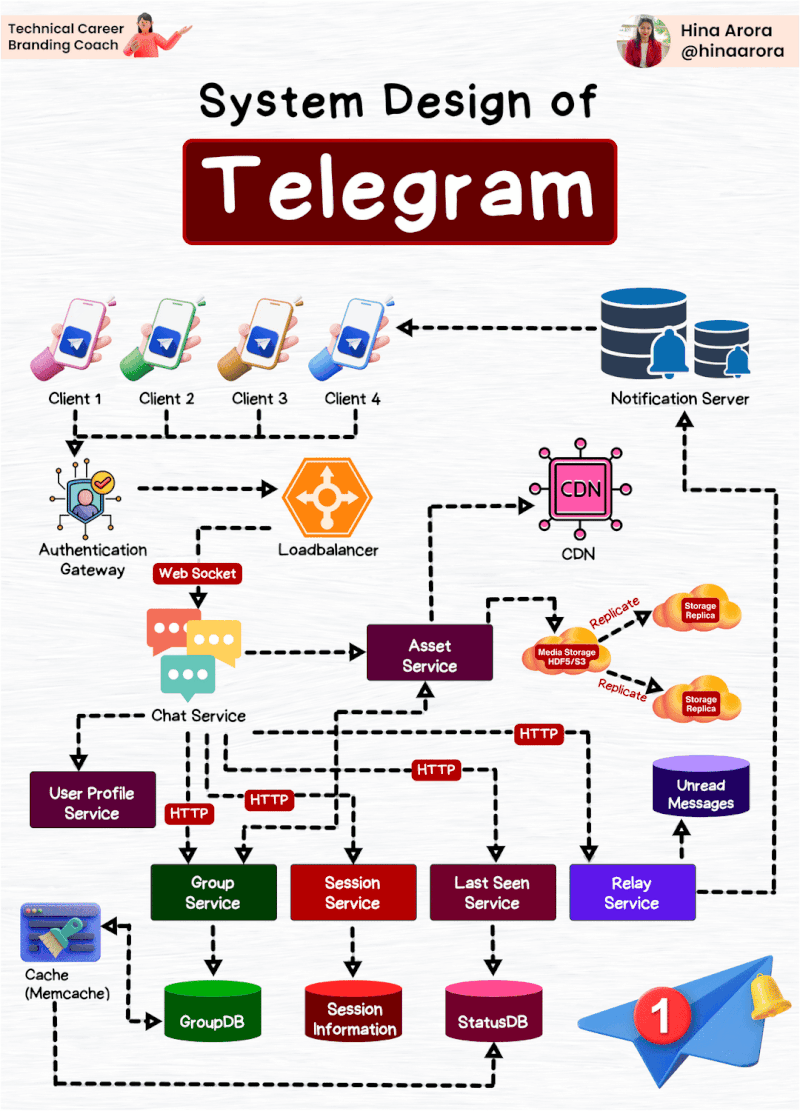 Technical Career
Branding Coach
Hina Arora
@hinaarora
System Design of
Telegram
Client 1
Client 2
Client 3
Client 4
Notification Server
Authentication
Gateway
Loadbalancer
CDN
CDN
Web Socket
Chat Service
Asset
Service
Media Storage
HDF5/S3
Replicate
Storage
Replica
Replicate
Storage
Replica
HTTP
HTTP
HTTP
HTTP
User Profile
Service
Unread
Messages
Group
Service
Session
Service
Last Seen
Service
Relay
Service
Cache
(Memcache)
GroupDB
Session
Information
StatusDB
1